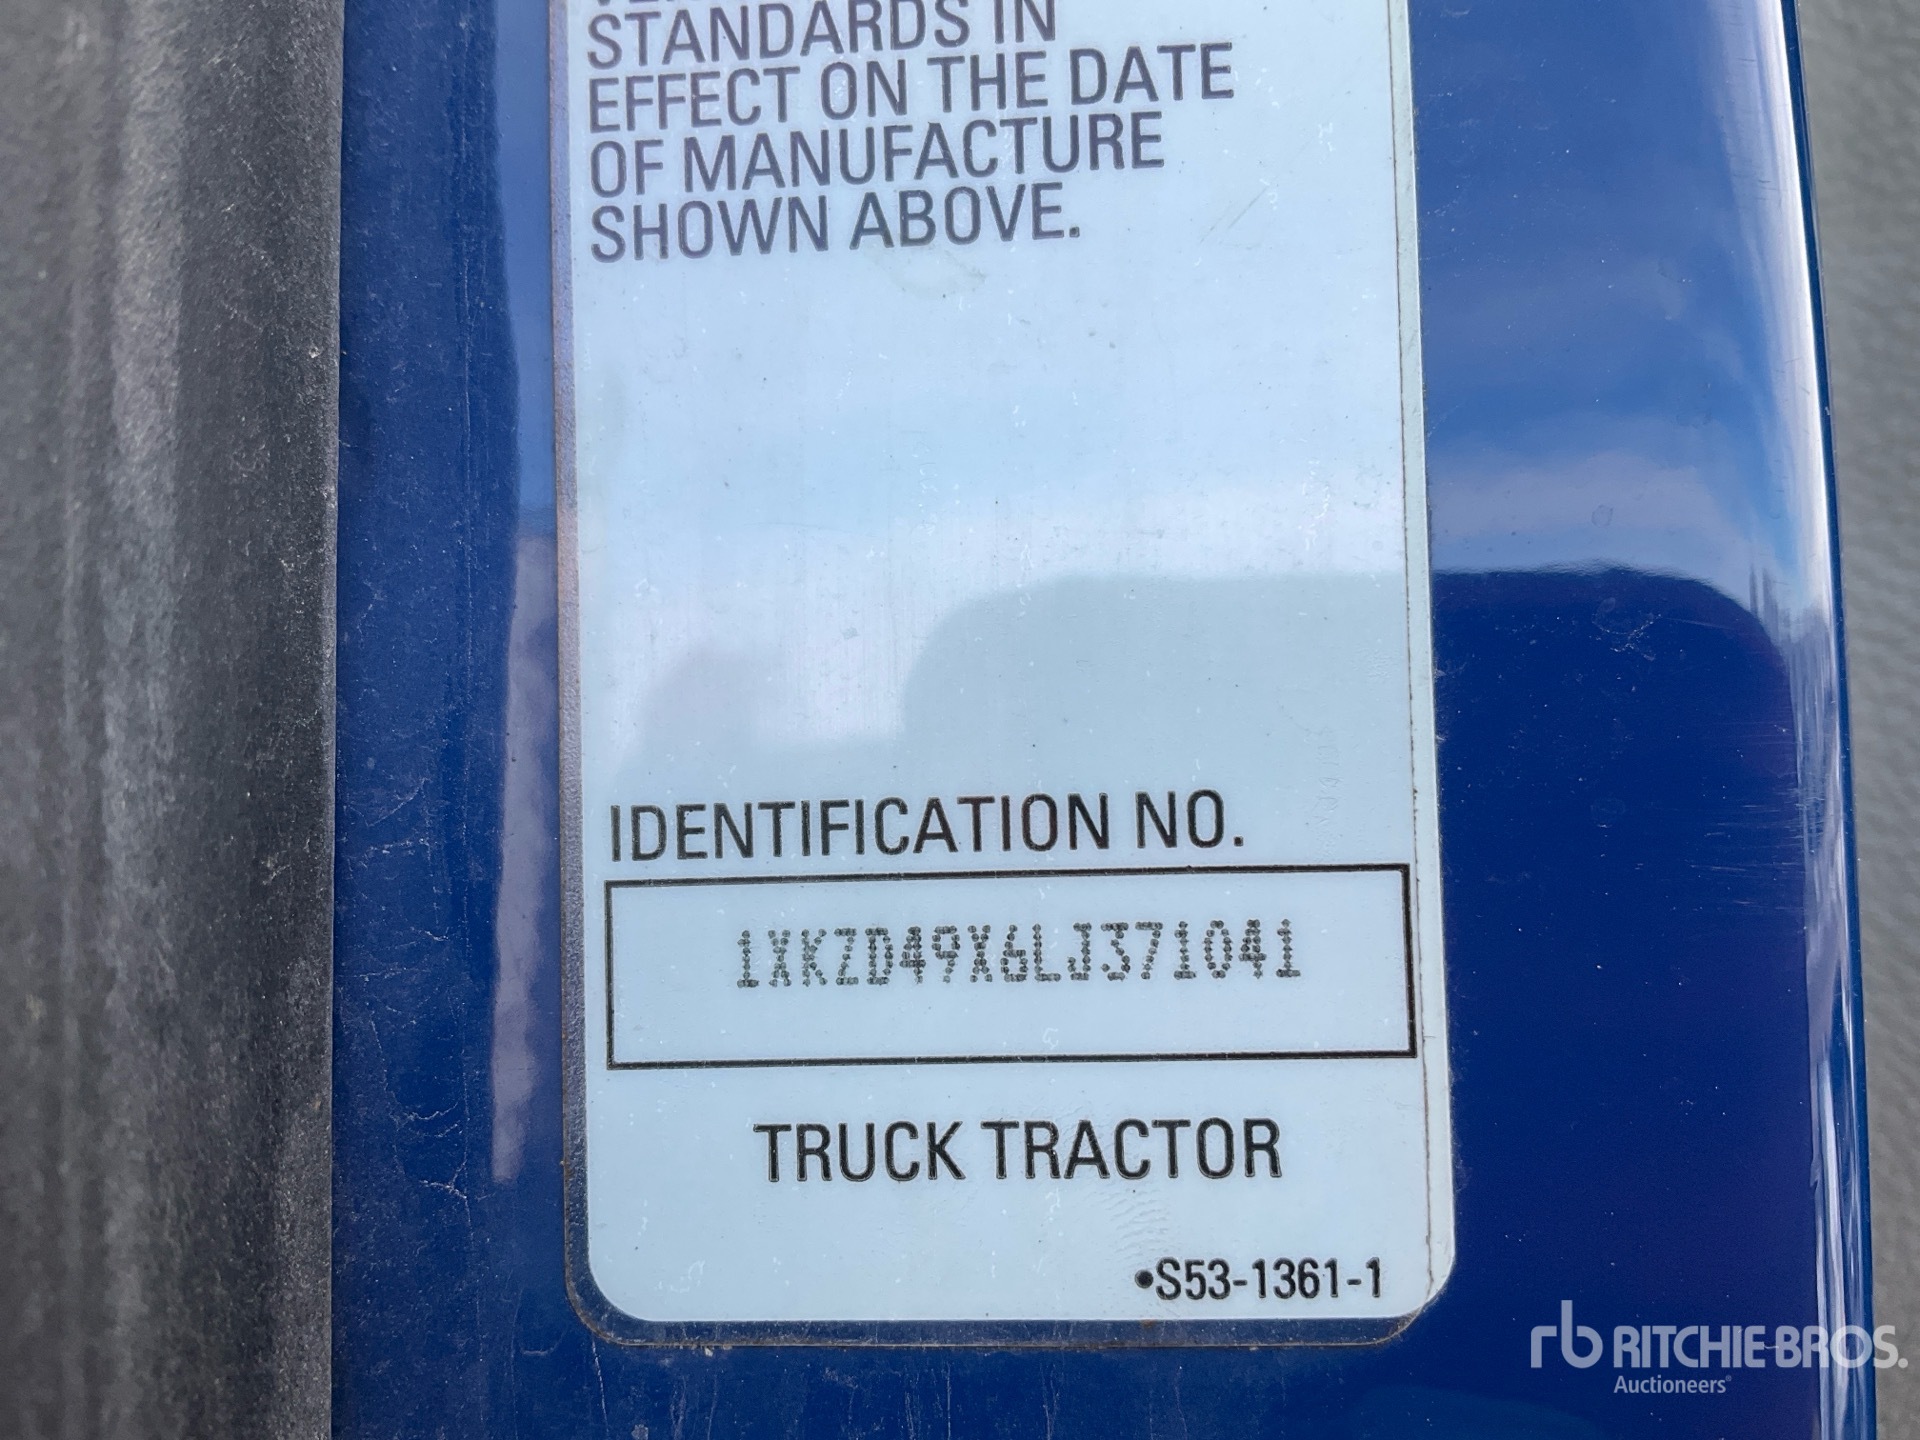 STANDARDS IN
EFFECT ON THE DATE
OF MANUFACTURE
SHOWN ABOVE.
IDENTIFICATION NO.
1XKZD49X6LJ371041
TRUCK TRACTOR
•S53-1361-1
rb RITCHIE BROS.
Auctioneers®